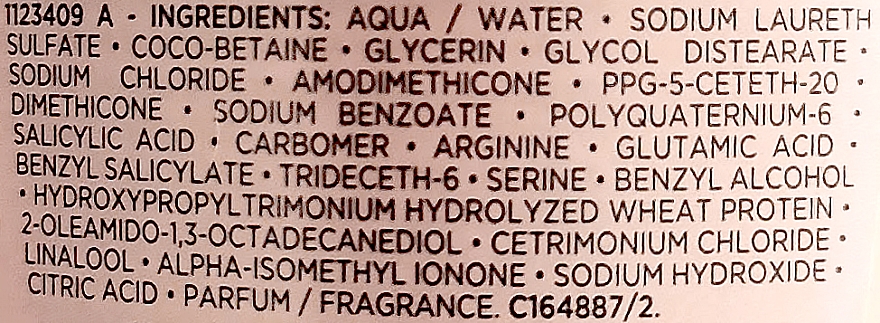 1123409 A - INGREDIENTS: AQUA / WATER • SODIUM LAURETH
SULFATE • COCO-BETAINE • GLYCERIN • GLYCOL DISTEARATE •
SODIUM CHLORIDE • AMODIMETHICONE • PPG-5-CETETH-20 •
DIMETHICONE • SODIUM BENZOATE • POLYQUATERNIUM-6 •
SALICYLIC ACID • CARBOMER • ARGININE • GLUTAMIC ACID •
BENZYL SALICYLATE • TRIDECETH-6 • SERINE • BENZYL ALCOHOL
• HYDROXYPROPYLTRIMONIUM HYDROLYZED WHEAT PROTEIN •
2-OLEAMIDO-1,3-OCTADECANEDIOL • CETRIMONIUM CHLORIDE •
LINALOOL • ALPHA-ISOMETHYL IONONE • SODIUM HYDROXIDE •
CITRIC ACID • PARFUM / FRAGRANCE. C164887/2.